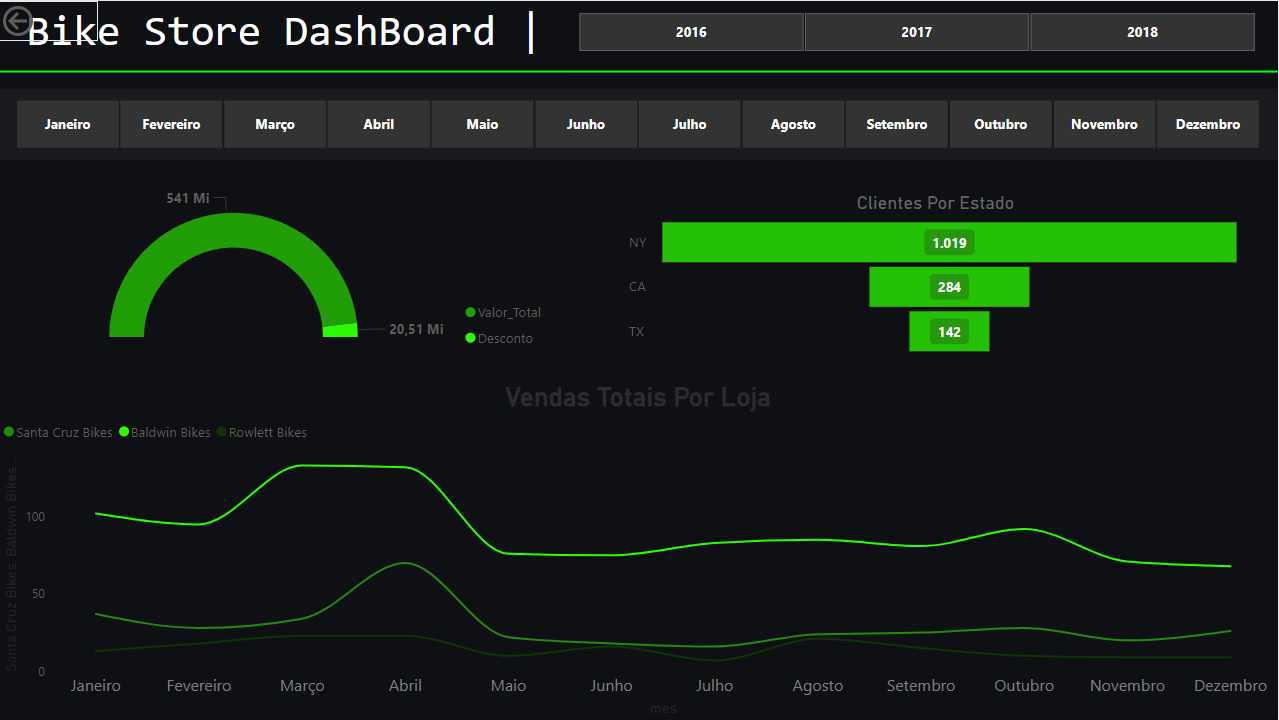 Bike Store DashBoard |
2016 2017 2018
Janeiro Fevereiro Março Abril Maio Junho Julho Agosto Setembro Outubro Novembro Dezembro
541 Mi
20,51 Mi
Valor_Total
Desconto
Clientes Por Estado
NY 1.019
CA 284
TX 142
Vendas Totais Por Loja
Santa Cruz Bikes Baldwin Bikes Rowlett Bikes
Santa Cruz Bikes, Baldwin Bikes ...
100
50
0
Janeiro Fevereiro Março Abril Maio Junho Julho Agosto Setembro Outubro Novembro Dezembro
mes